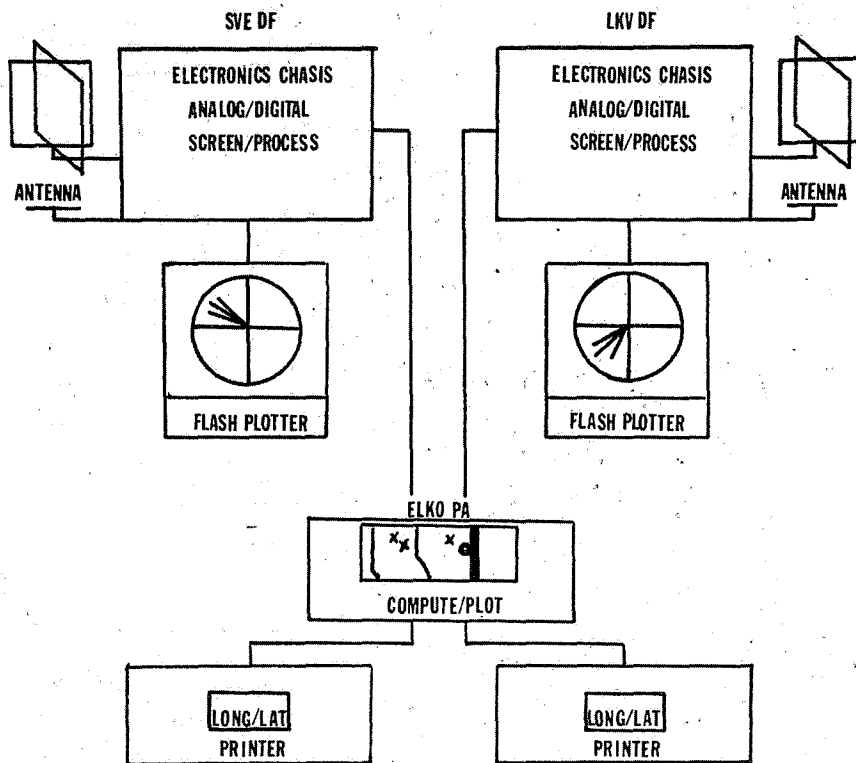 SVE DF
LKV DF
ELECTRONICS CHASIS
ANALOG/DIGITAL
SCREEN/PROCESS
ELECTRONICS CHASIS
ANALOG/DIGITAL
SCREEN/PROCESS
ANTENNA
ANTENNA
FLASH PLOTTER
FLASH PLOTTER
ELKO PA
COMPUTE/PLOT
LONG/LAT
PRINTER
LONG/LAT
PRINTER